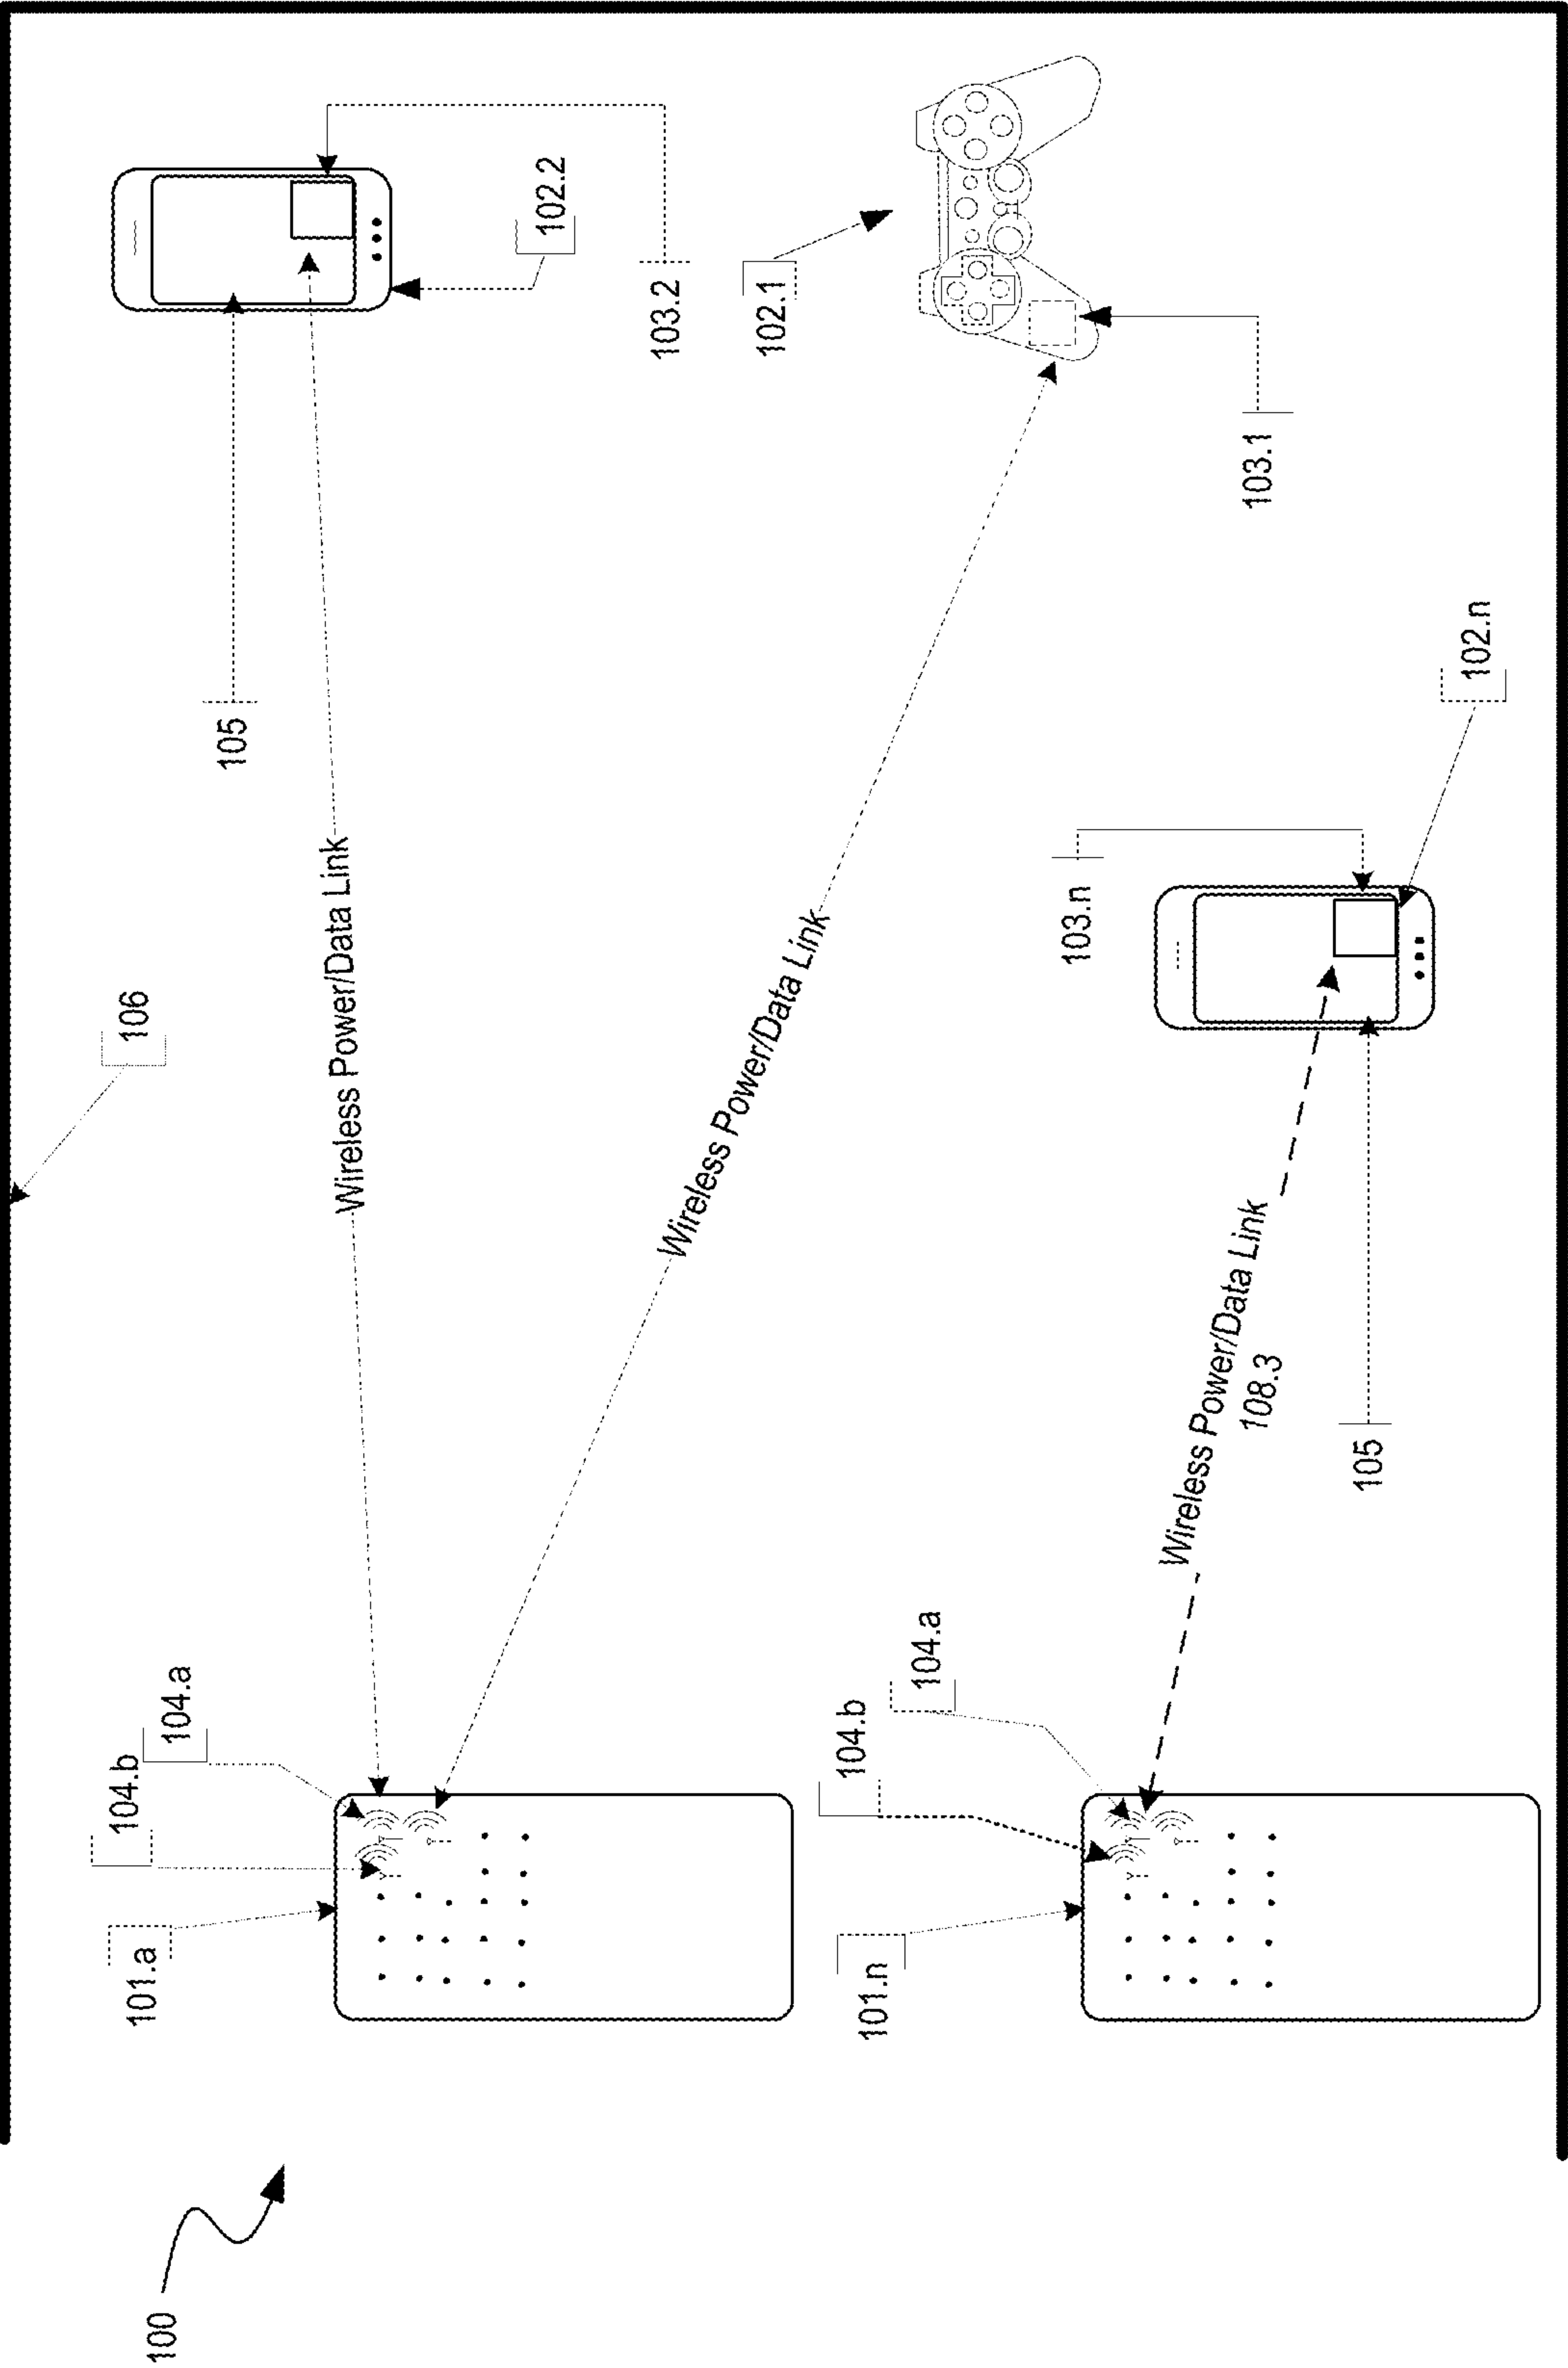 100
106
101.a
104.b
104.a
Wireless Power/Data Link
105
102.2
103.2
Wireless Power/Data Link
102.1
103.1
101.n
104.b
104.a
Wireless Power/Data Link
108.3
105
103.n
102.n